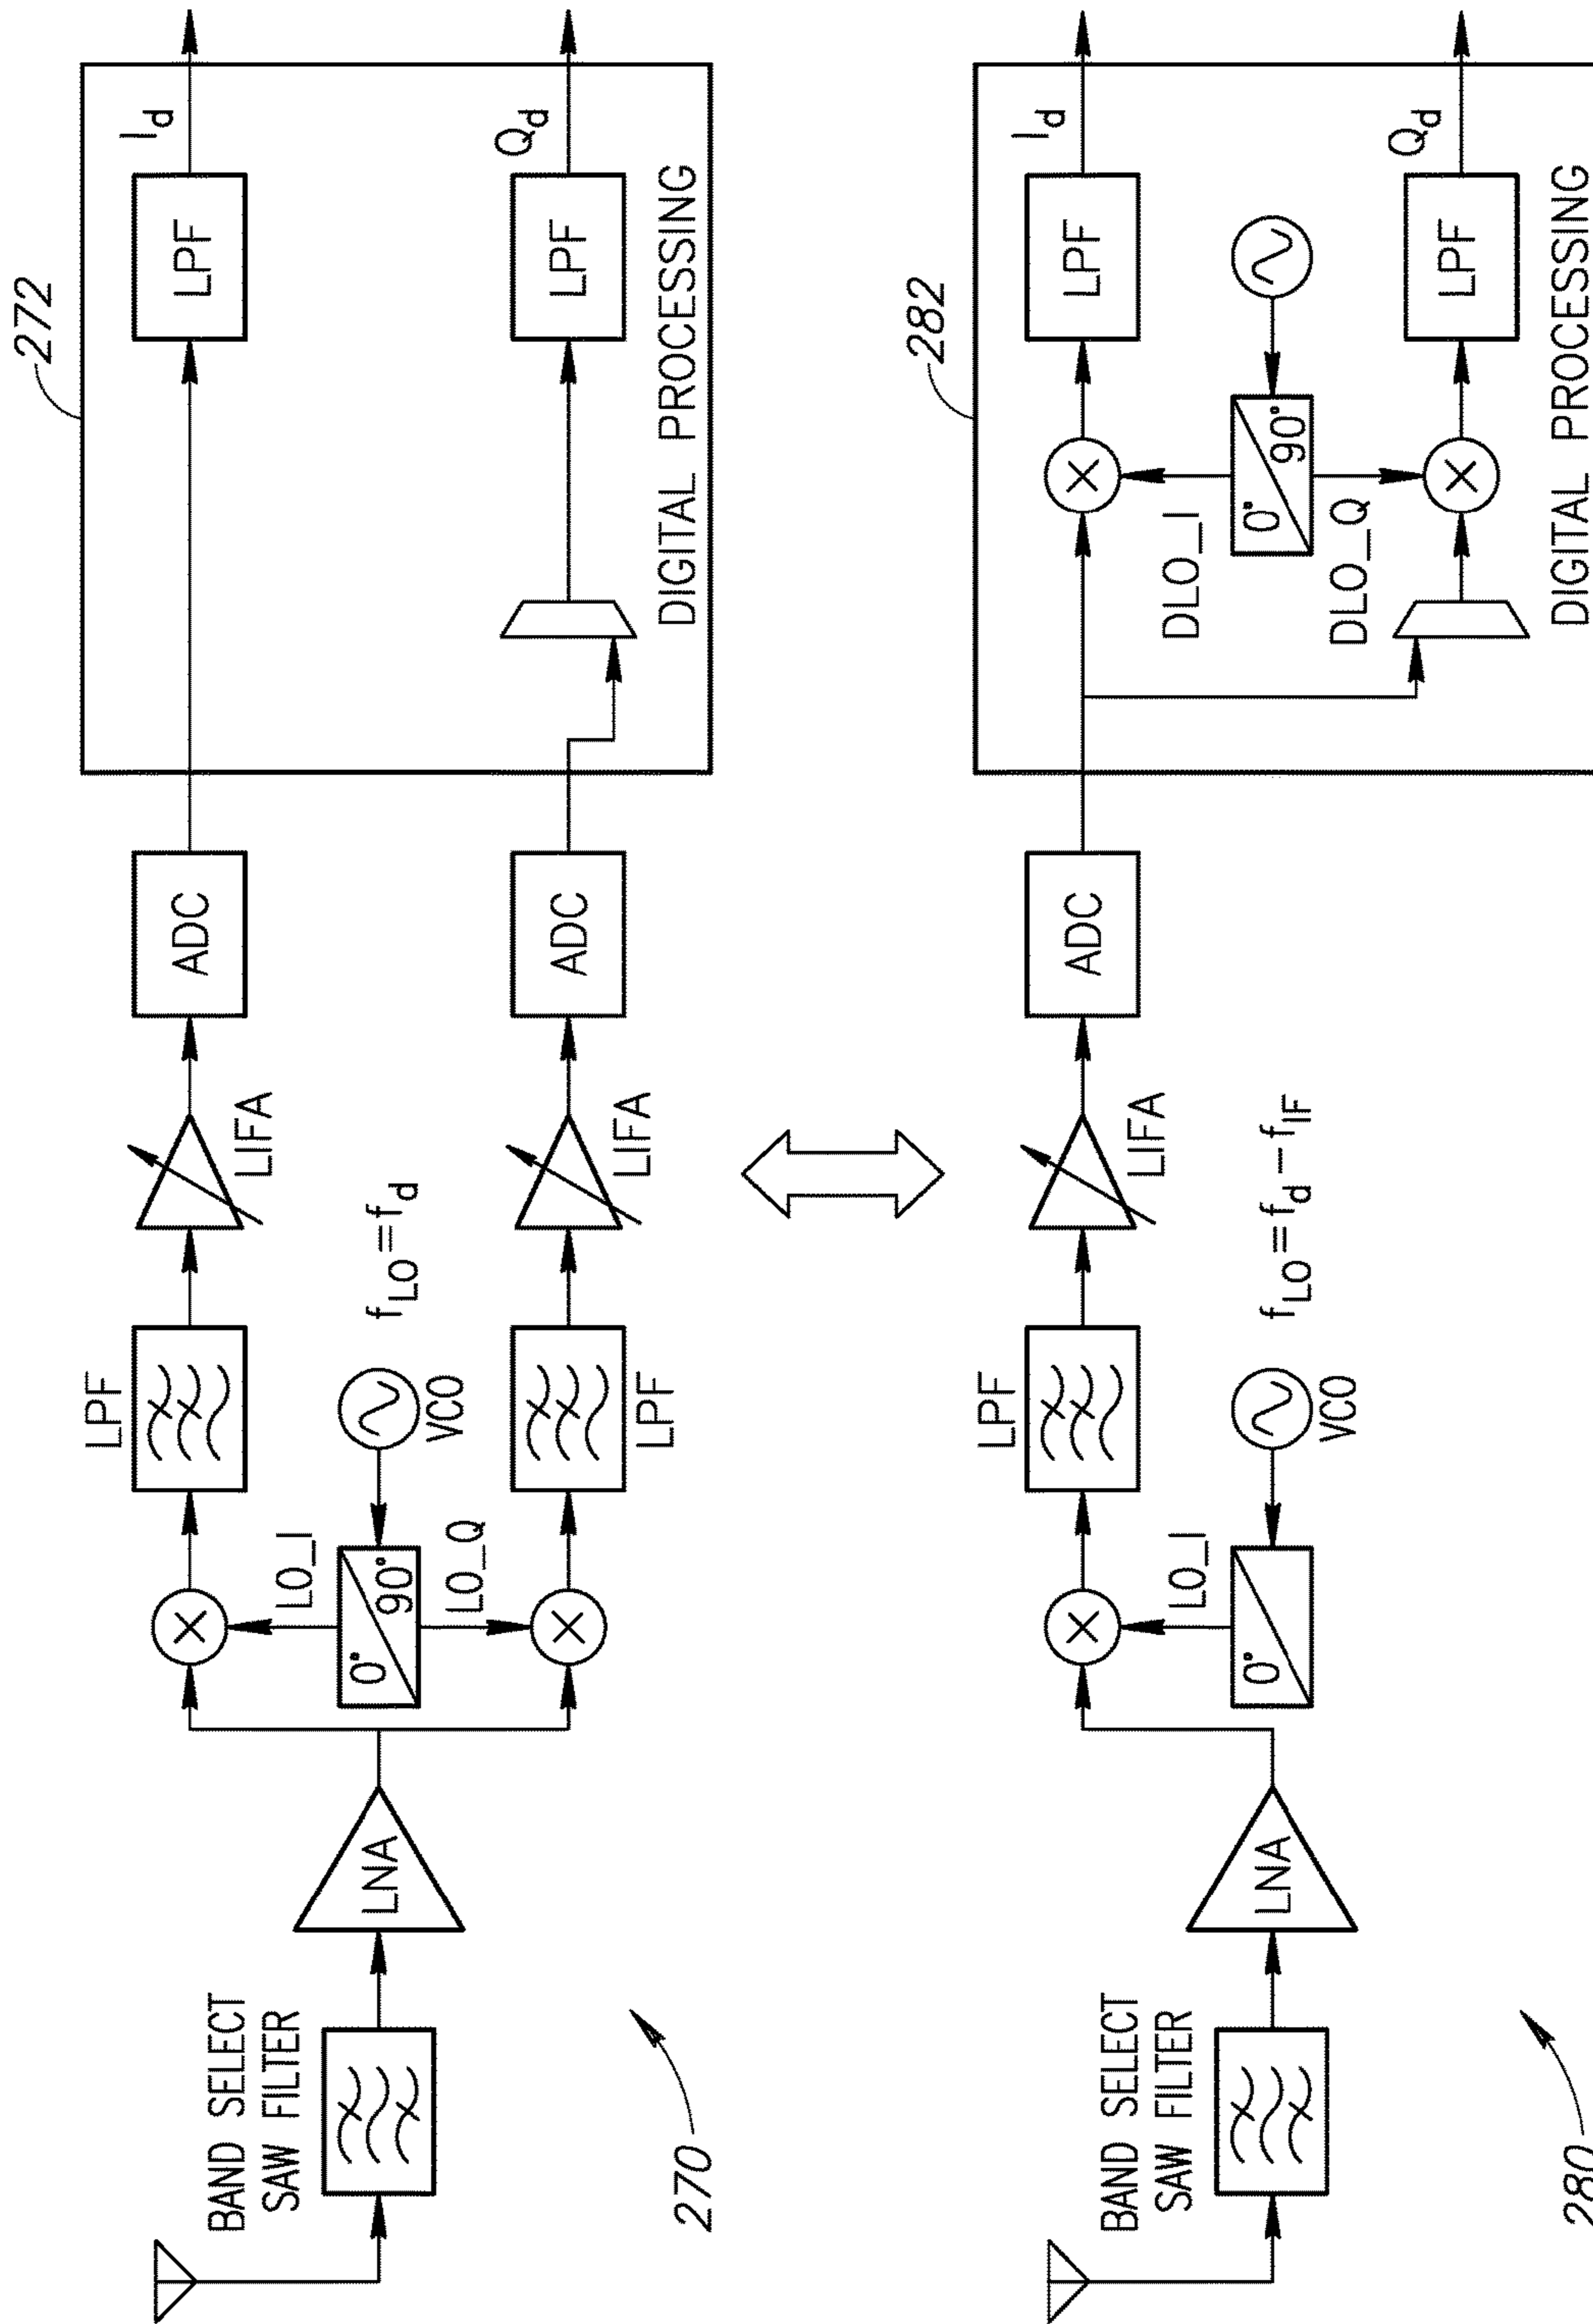 272
BAND SELECT
SAW FILTER
LNA
0° 90°
LO_I
LO_Q
VCO
f_LO = f_d
LPF
LPF
LIFA
LIFA
ADC
ADC
LPF
I_d
LPF
Q_d
DIGITAL PROCESSING
270
282
BAND SELECT
SAW FILTER
LNA
0°
LO_I
VCO
f_LO = f_d − f_IF
LPF
LIFA
ADC
DLO_I
0° 90°
DLO_Q
LPF
I_d
LPF
Q_d
DIGITAL PROCESSING
280